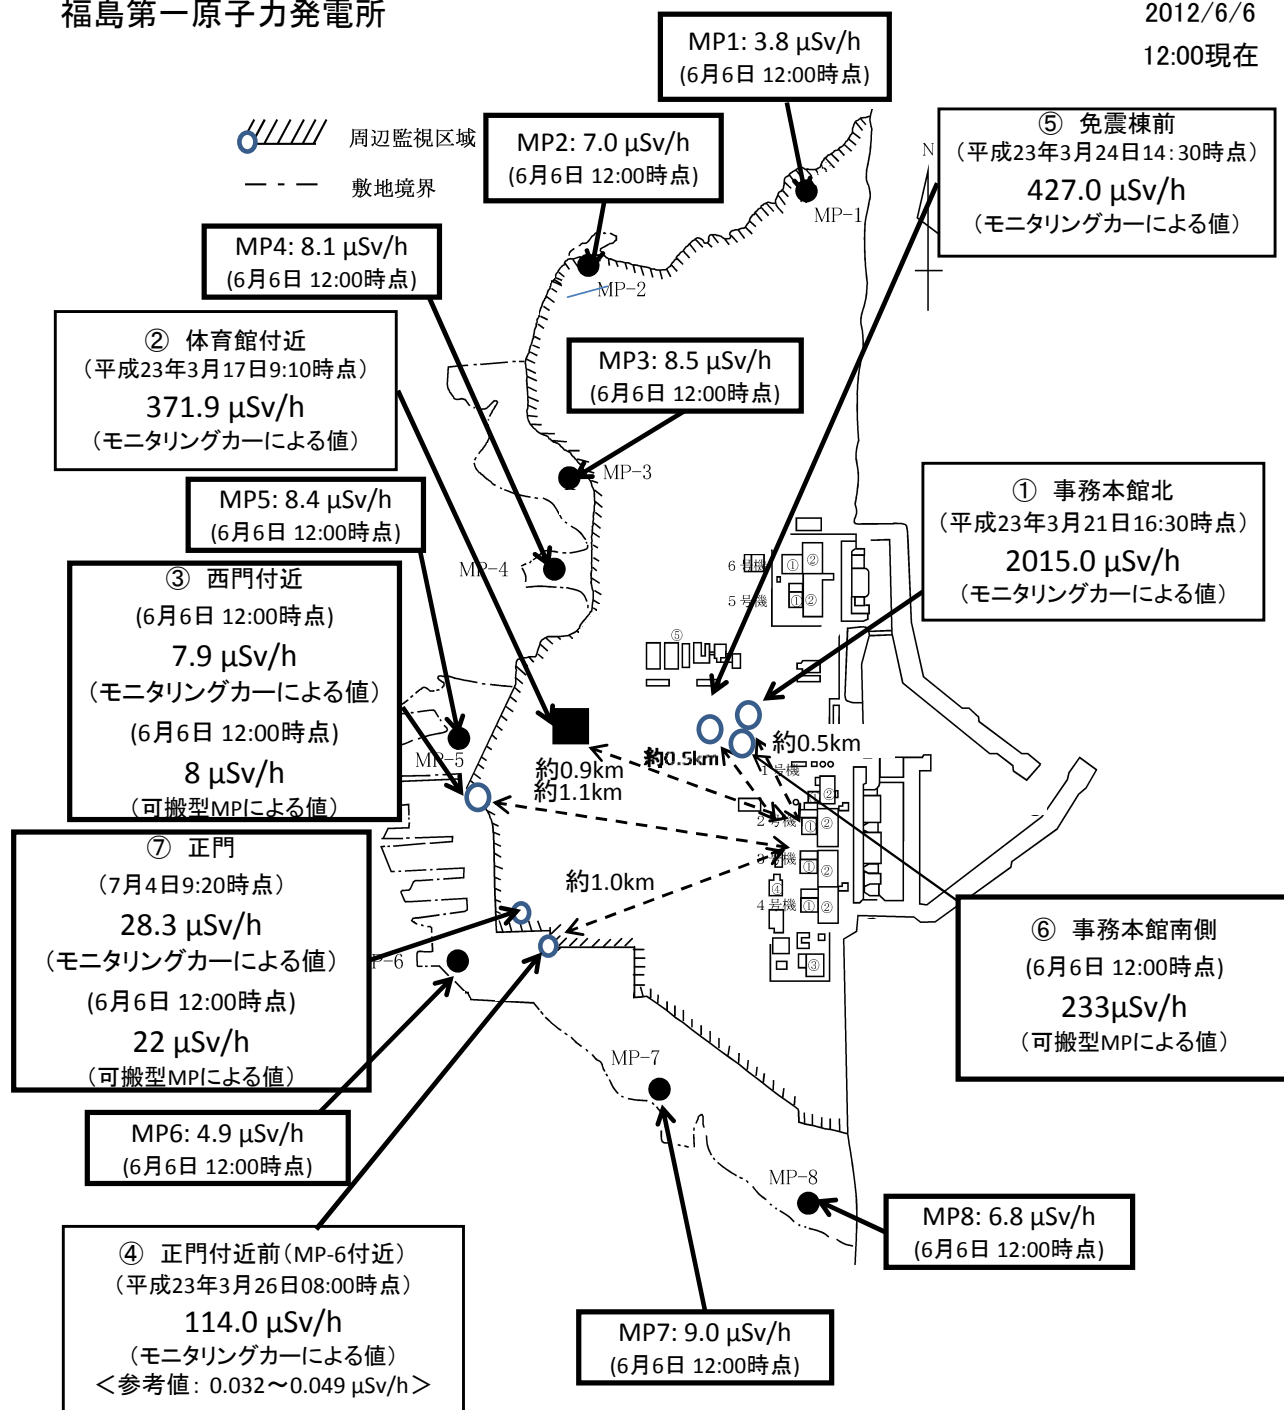 福島第一原子力発電所
2012/6/6
12:00現在
周辺監視区域
敷地境界
MP1: 3.8 μSv/h
(6月6日 12:00時点)
MP2: 7.0 μSv/h
(6月6日 12:00時点)
⑤ 免震棟前
(平成23年3月24日14:30時点)
427.0 μSv/h
(モニタリングカーによる値)
N
MP-1
MP4: 8.1 μSv/h
(6月6日 12:00時点)
MP-2
② 体育館付近
(平成23年3月17日9:10時点)
371.9 μSv/h
(モニタリングカーによる値)
MP3: 8.5 μSv/h
(6月6日 12:00時点)
MP-3
MP5: 8.4 μSv/h
(6月6日 12:00時点)
① 事務本館北
(平成23年3月21日16:30時点)
2015.0 μSv/h
(モニタリングカーによる値)
MP-4
6号機
① ②
5号機
① ②
⑤
③ 西門付近
(6月6日 12:00時点)
7.9 μSv/h
(モニタリングカーによる値)
(6月6日 12:00時点)
8 μSv/h
(可搬型MPによる値)
MP-5
約0.9km
約1.1km
約0.5km
約0.5km
1号機
① ②
2号機
① ②
3号機
① ②
④
4号機
① ②
③
約1.0km
⑦ 正門
(7月4日9:20時点)
28.3 μSv/h
(モニタリングカーによる値)
(6月6日 12:00時点)
22 μSv/h
(可搬型MPによる値)
P-6
⑥ 事務本館南側
(6月6日 12:00時点)
233μSv/h
(可搬型MPによる値)
MP-7
MP6: 4.9 μSv/h
(6月6日 12:00時点)
MP-8
MP8: 6.8 μSv/h
(6月6日 12:00時点)
④ 正門付近前(MP-6付近)
(平成23年3月26日08:00時点)
114.0 μSv/h
(モニタリングカーによる値)
<参考値: 0.032~0.049 μSv/h>
MP7: 9.0 μSv/h
(6月6日 12:00時点)